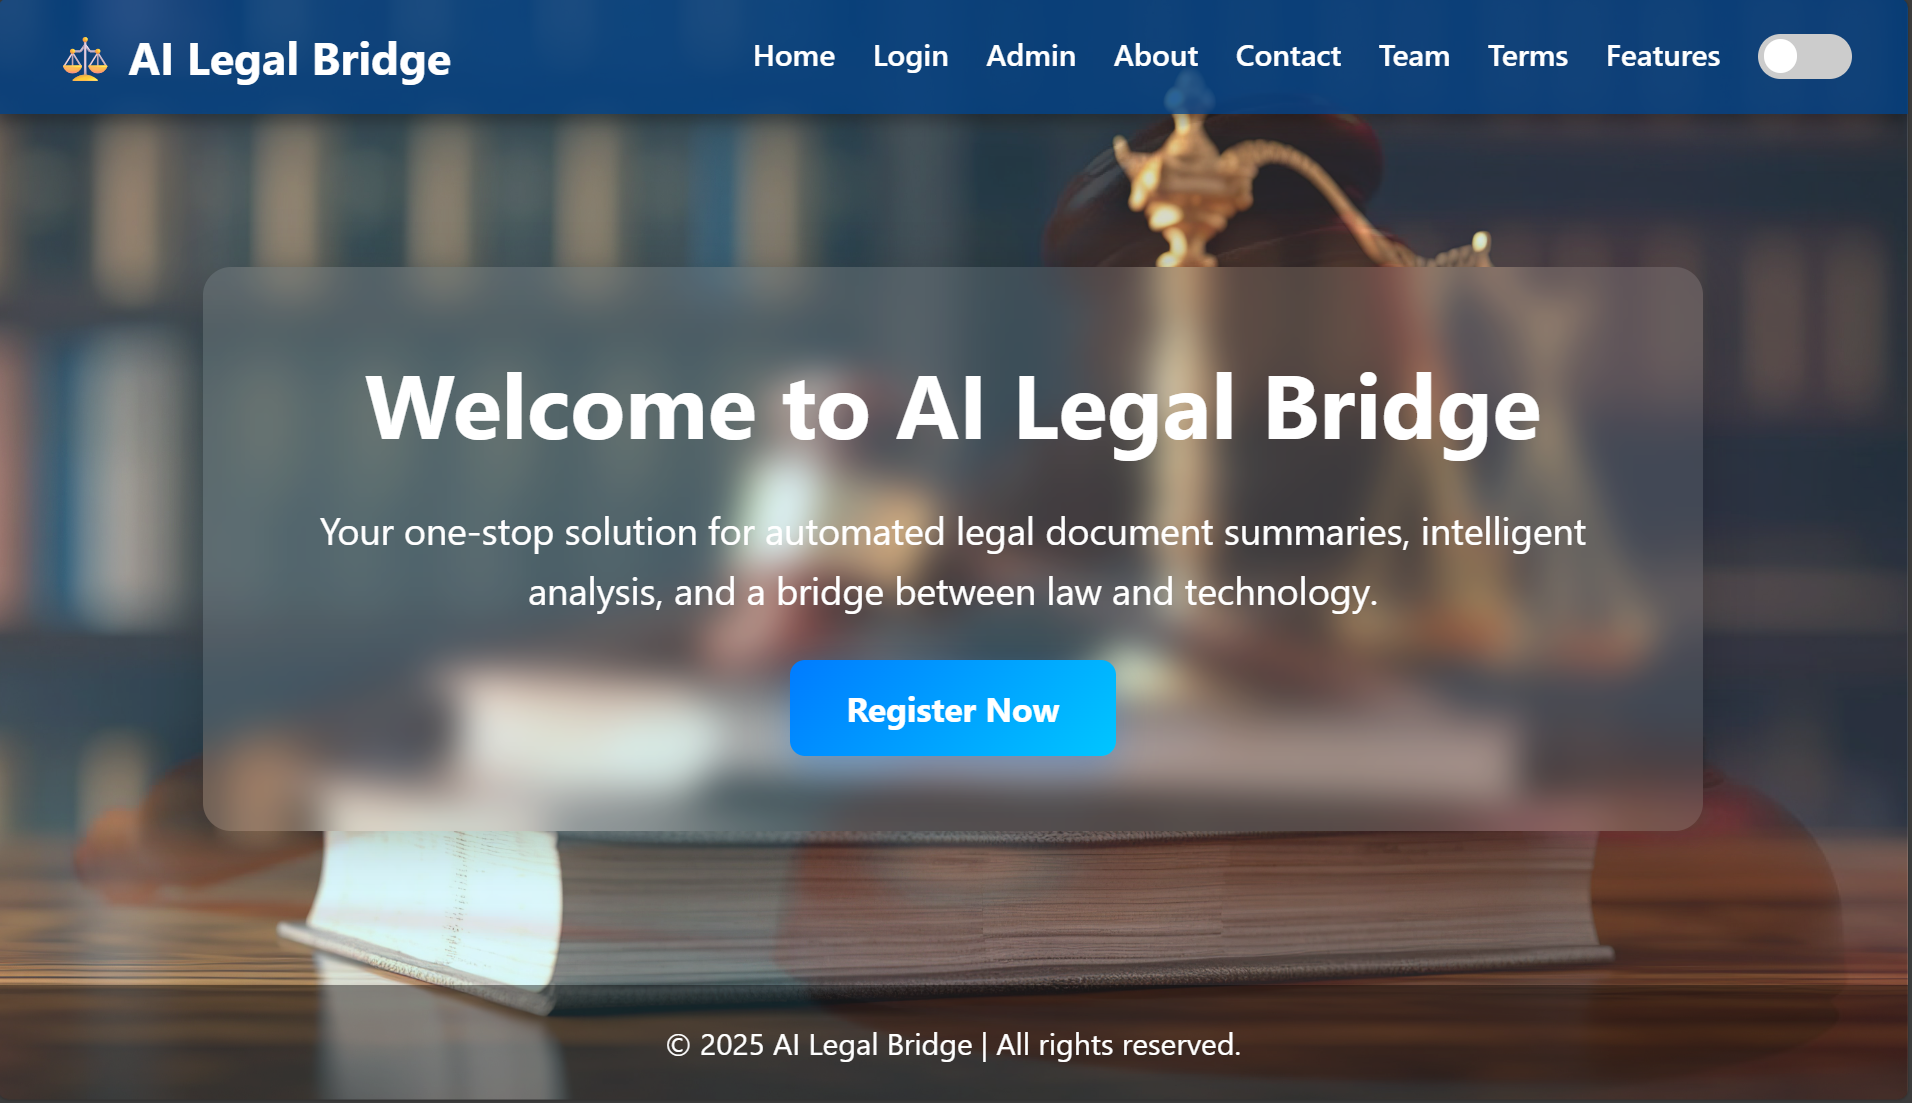 AI Legal Bridge
Home Login Admin About Contact Team Terms Features
Welcome to AI Legal Bridge
Your one-stop solution for automated legal document summaries, intelligent
analysis, and a bridge between law and technology.
Register Now
© 2025 AI Legal Bridge | All rights reserved.